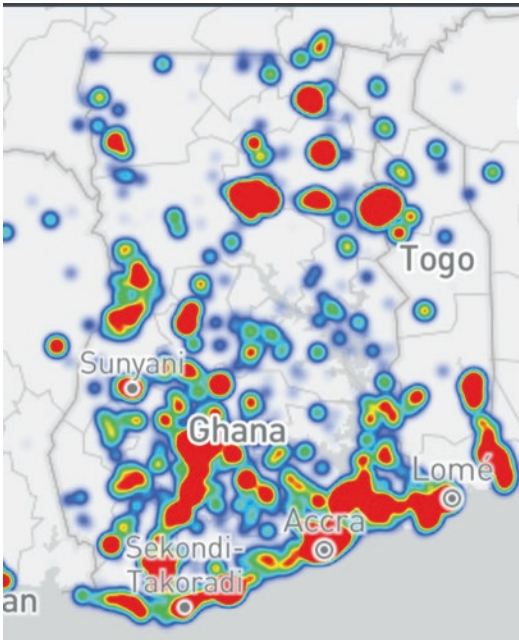 Togo
Sunyani
Ghana
Lomé
Accra
Sekondi-
Takoradi
an